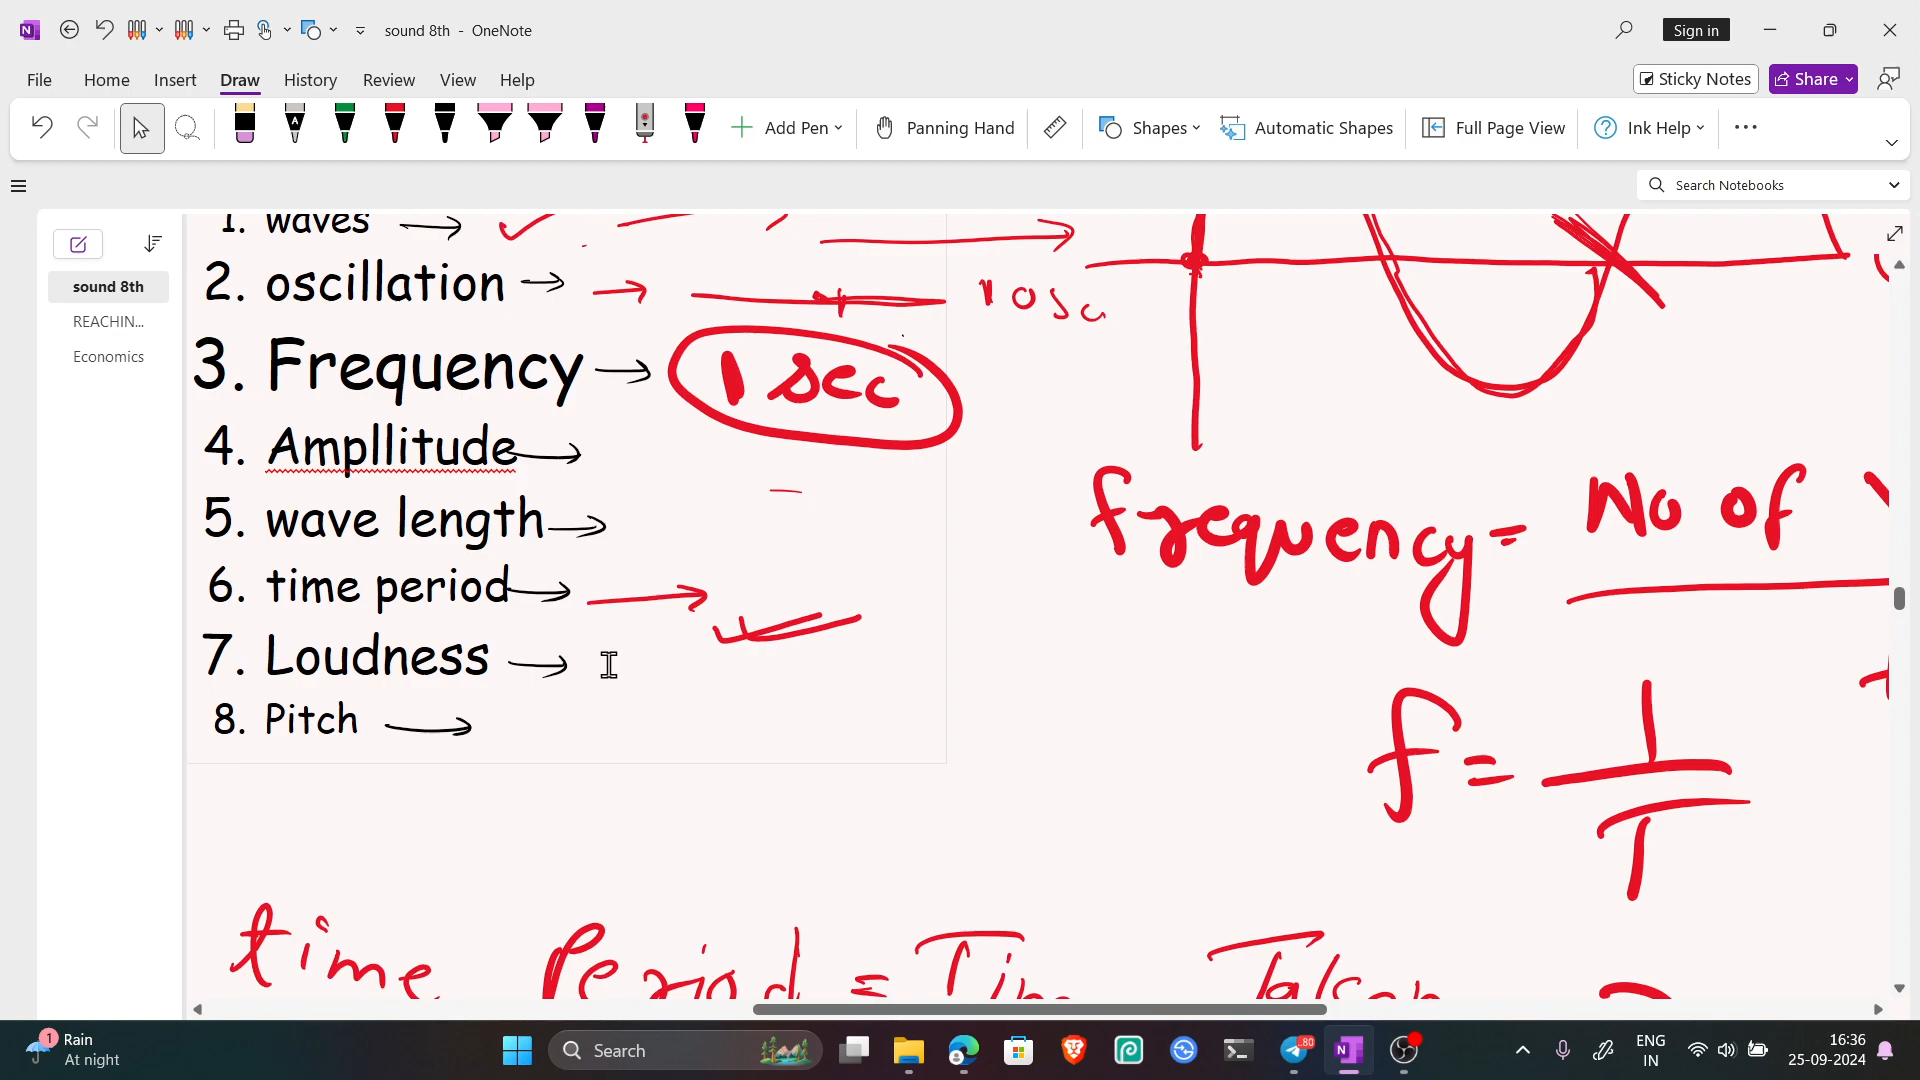 sound 8th - OneNote
Sign in
File Home Insert Draw History Review View Help
Sticky Notes Share
Add Pen Panning Hand Shapes Automatic Shapes Full Page View Ink Help
Search Notebooks
sound 8th
REACHIN...
Economics
1. waves
2. oscillation
3. Frequency → 1 sec
4. Ampllitude
5. wave length
6. time period
7. Loudness
8. Pitch
frequency = No of
f = 1
T
time Period = Taken
1 Rain
At night
Search
80
ENG
IN
16:36
25-09-2024